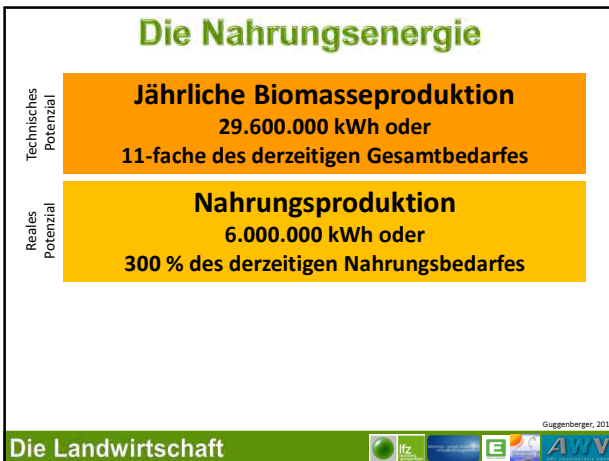 Die Nahrungsenergie
Technisches
Potenzial
Jährliche Biomasseproduktion
29.600.000 kWh oder
11-fache des derzeitigen Gesamtbedarfes
Reales
Potenzial
Nahrungsproduktion
6.000.000 kWh oder
300 % des derzeitigen Nahrungsbedarfes
Guggenberger, 201
Die Landwirtschaft
lfz
E
AWV